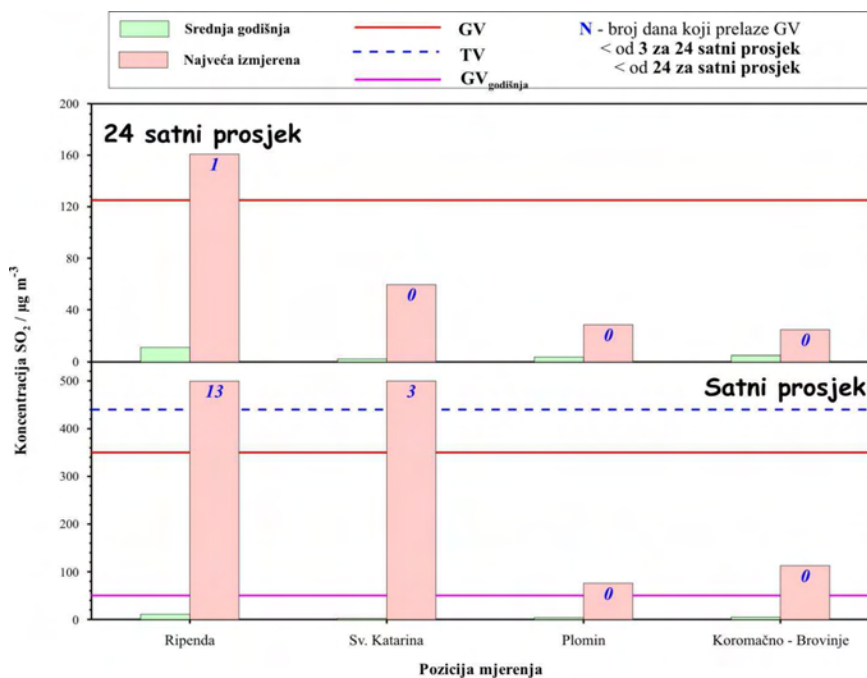 Srednja godišnja
Najveća izmjerena
GV
TV
GVgodišnja
N - broj dana koji prelaze GV
< od 3 za 24 satni prosjek
< od 24 za satni prosjek
Koncentracija SO2 / µg m-3
24 satni prosjek
200
160
120
80
40
0
1
0
0
0
Satni prosjek
500
400
300
200
100
0
13
3
0
0
Ripenda
Sv. Katarina
Plomin
Koromačno - Brovinje
Pozicija mjerenja